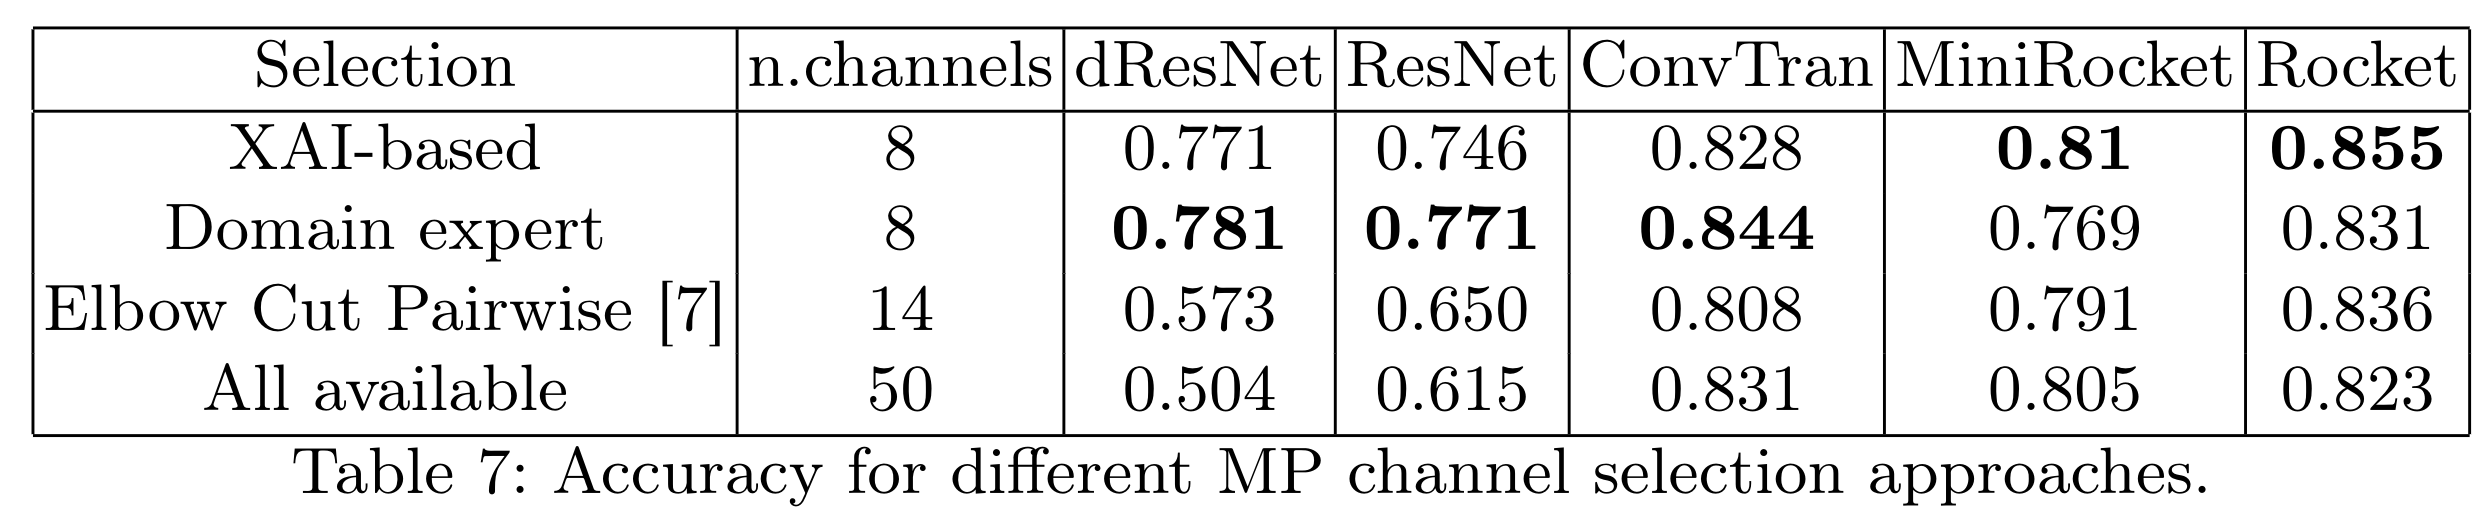 Selection n.channels dResNet ResNet ConvTran MiniRocket Rocket
XAI-based 8 0.771 0.746 0.828 0.81 0.855
Domain expert 8 0.781 0.771 0.844 0.769 0.831
Elbow Cut Pairwise [7] 14 0.573 0.650 0.808 0.791 0.836
All available 50 0.504 0.615 0.831 0.805 0.823
Table 7: Accuracy for different MP channel selection approaches.